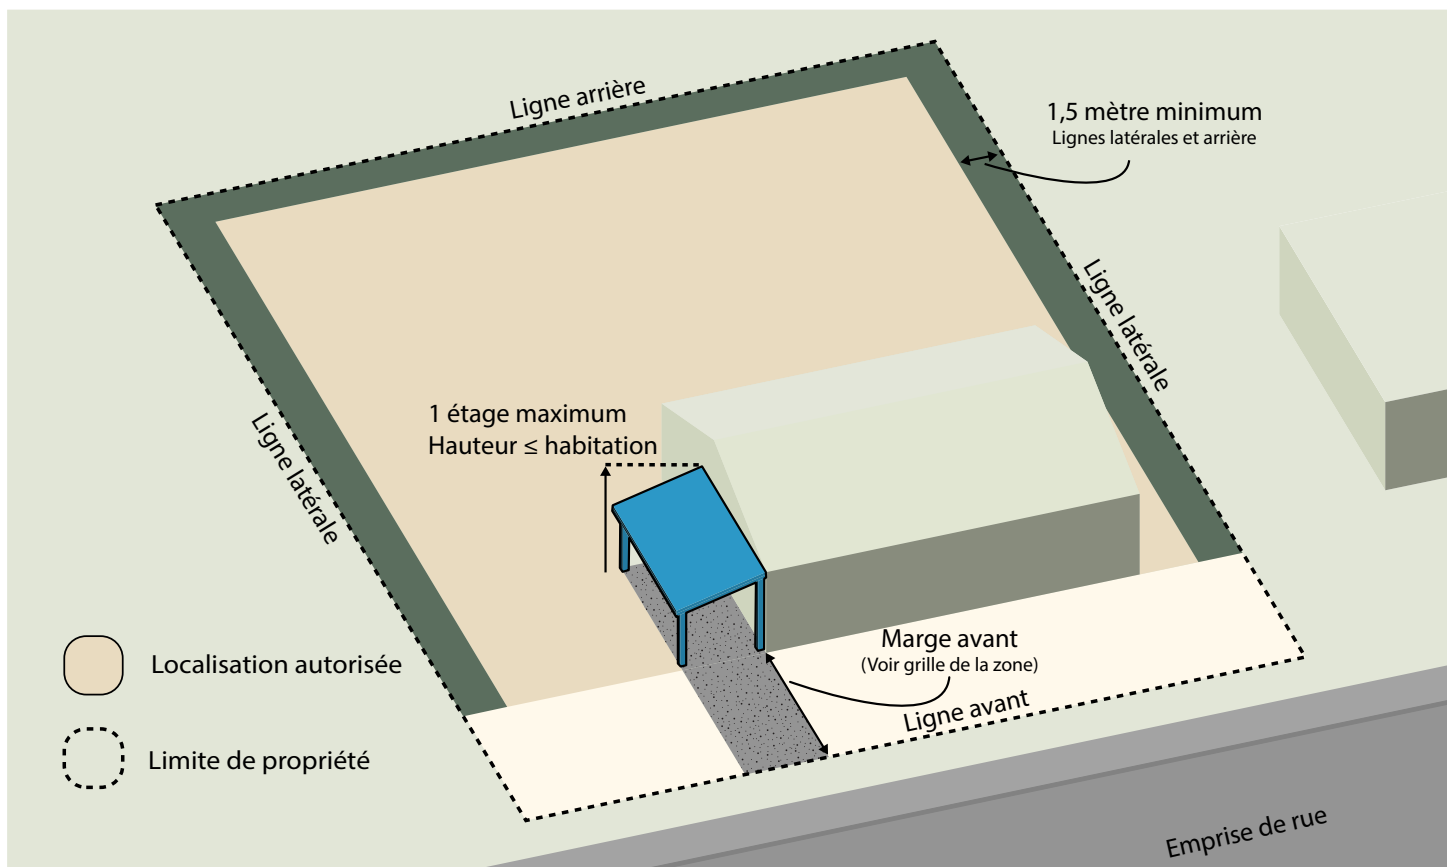 Ligne arrière
1,5 mètre minimum
Lignes latérales et arrière
Ligne latérale
1 étage maximum
Hauteur ≤ habitation
Ligne latérale
Marge avant
(Voir grille de la zone)
Ligne avant
Localisation autorisée
Limite de propriété
Emprise de rue